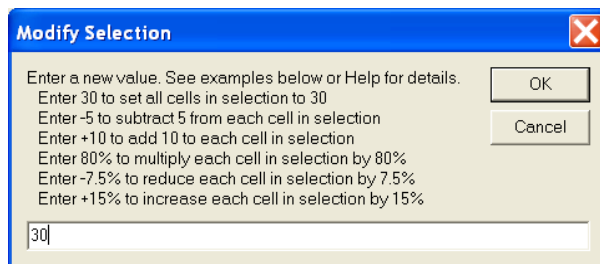 Modify Selection
Enter a new value. See examples below or Help for details.
Enter 30 to set all cells in selection to 30
Enter -5 to subtract 5 from each cell in selection
Enter +10 to add 10 to each cell in selection
Enter 80% to multiply each cell in selection by 80%
Enter -7.5% to reduce each cell in selection by 7.5%
Enter +15% to increase each cell in selection by 15%
OK
Cancel
30